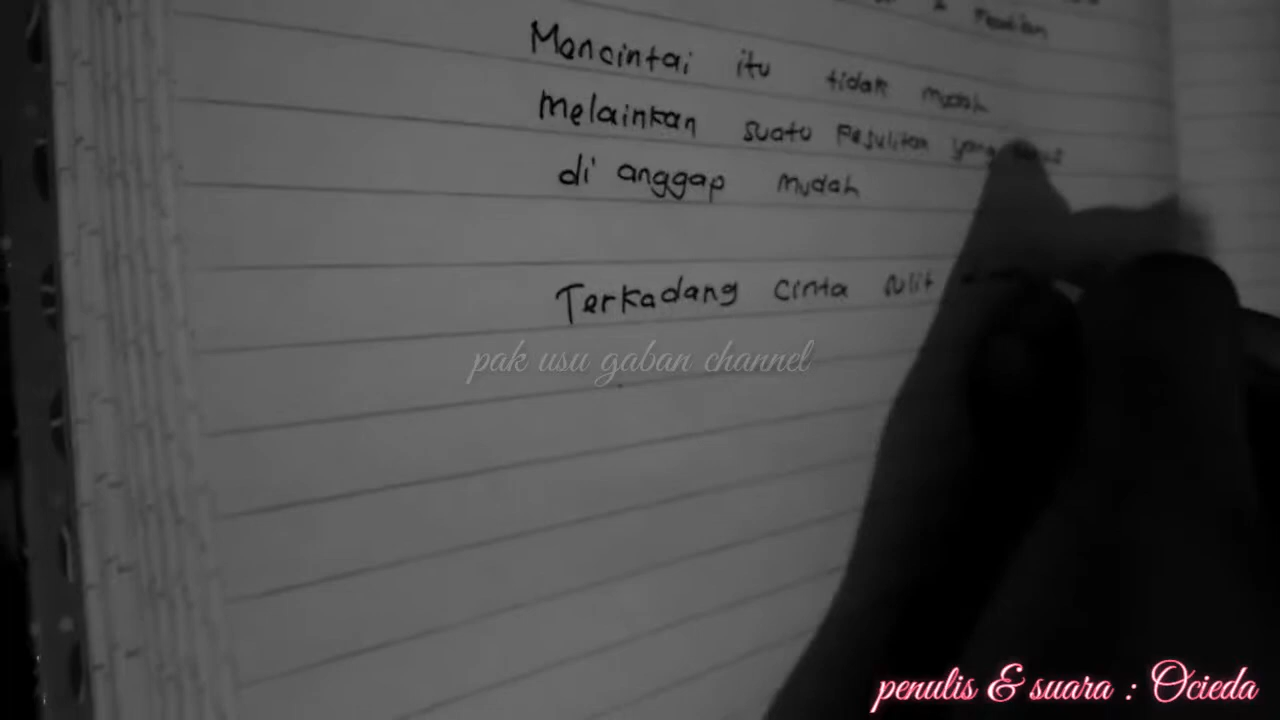 Mencintai itu tidak mudah
melainkan suatu Kesulitan yang
di anggap mudah
Terkadang cinta sulit
pak usu gaban channel
penulis & suara : Ocieda